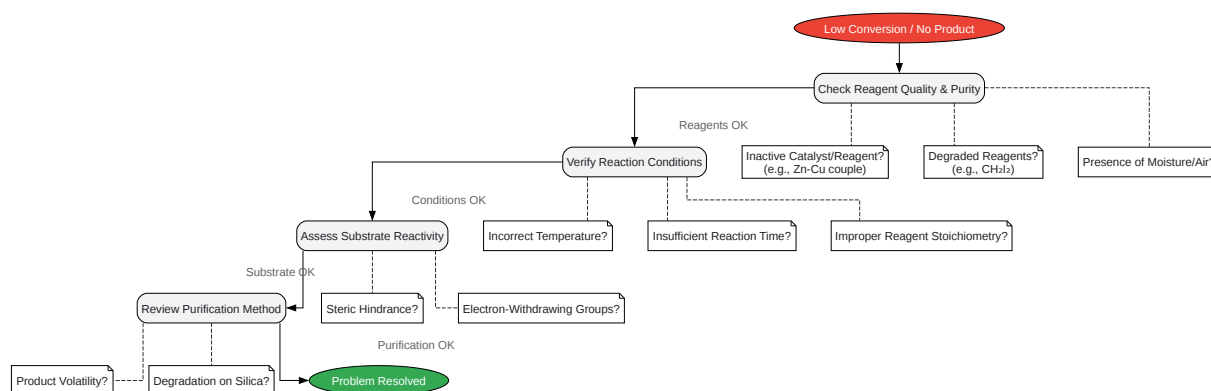 Low Conversion / No Product
Check Reagent Quality & Purity
Reagents OK
Verify Reaction Conditions
Inactive Catalyst/Reagent?
(e.g., Zn-Cu couple)
Degraded Reagents?
(e.g., CH₂I₂)
Presence of Moisture/Air?
Conditions OK
Assess Substrate Reactivity
Incorrect Temperature?
Insufficient Reaction Time?
Improper Reagent Stoichiometry?
Substrate OK
Review Purification Method
Steric Hindrance?
Electron-Withdrawing Groups?
Purification OK
Product Volatility?
Degradation on Silica?
Problem Resolved